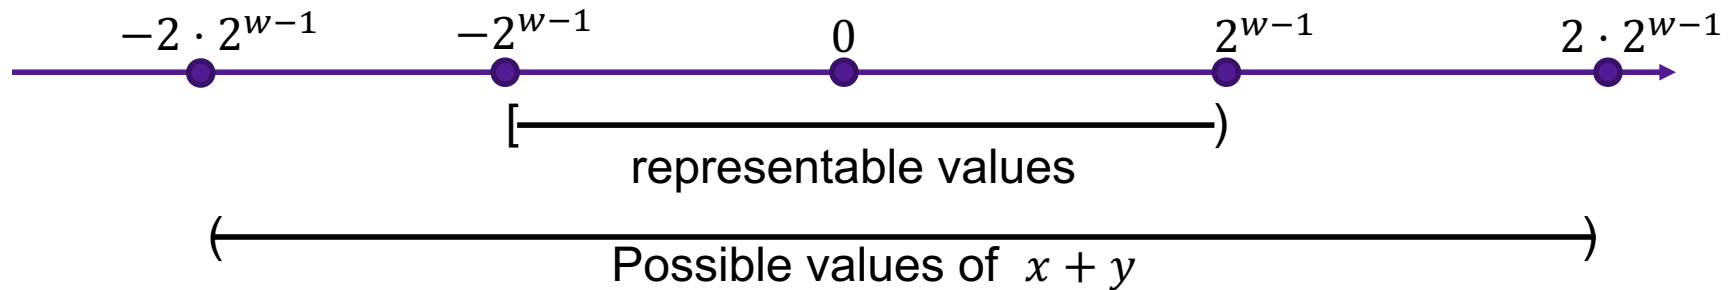 −2 · 2^{w−1} −2^{w−1} 0 2^{w−1} 2 · 2^{w−1}
[ )
representable values
( )
Possible values of x + y